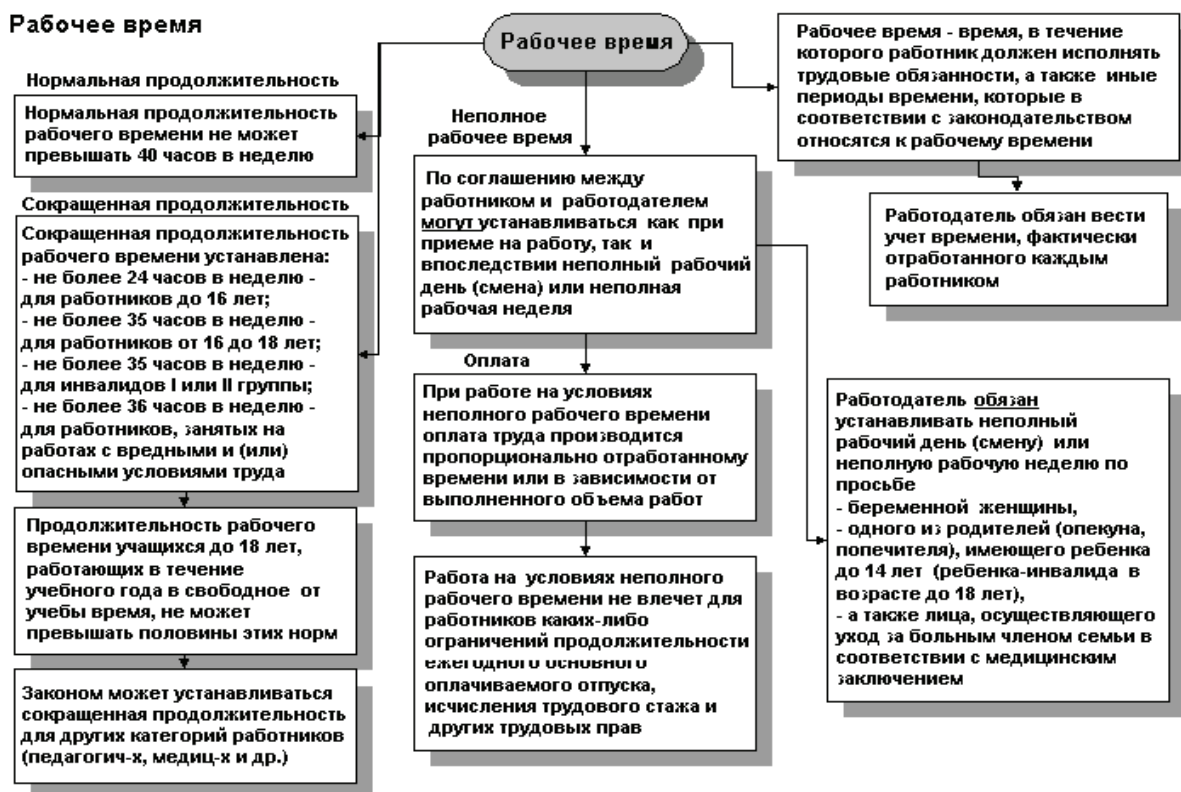 Рабочее время
Рабочее время
Рабочее время - время, в течение
которого работник должен исполнять
трудовые обязанности, а также иные
периоды времени, которые в
соответствии с законодательством
относятся к рабочему времени
Работодатель обязан вести
учет времени, фактически
отработанного каждым
работником
Нормальная продолжительность
Нормальная продолжительность
рабочего времени не может
превышать 40 часов в неделю
Сокращенная продолжительность
Сокращенная продолжительность
рабочего времени установлена:
- не более 24 часов в неделю -
для работников до 16 лет;
- не более 35 часов в неделю -
для работников от 16 до 18 лет;
- не более 35 часов в неделю -
для инвалидов I или II группы;
- не более 36 часов в неделю -
для работников, занятых на
работах с вредными и (или)
опасными условиями труда
Продолжительность рабочего
времени учащихся до 18 лет,
работающих в течение
учебного года в свободное от
учебы время, не может
превышать половины этих норм
Законом может устанавливаться
сокращенная продолжительность
для других категорий работников
(педагогич-х, медиц-х и др.)
Неполное
рабочее время
По соглашению между
работником и работодателем
могут устанавливаться как при
приеме на работу, так и
впоследствии неполный рабочий
день (смена) или неполная
рабочая неделя
Оплата
При работе на условиях
неполного рабочего времени
оплата труда производится
пропорционально отработанному
времени или в зависимости от
выполненного объема работ
Работа на условиях неполного
рабочего времени не влечет для
работников каких-либо
ограничений продолжительности
ежегодного основного
оплачиваемого отпуска,
исчисления трудового стажа и
других трудовых прав
Работодатель обязан
устанавливать неполный
рабочий день (смену) или
неполную рабочую неделю по
просьбе
- беременной женщины,
- одного из родителей (опекуна,
попечителя), имеющего ребенка
до 14 лет (ребенка-инвалида в
возрасте до 18 лет),
- а также лица, осуществляющего
уход за больным членом семьи в
соответствии с медицинским
заключением